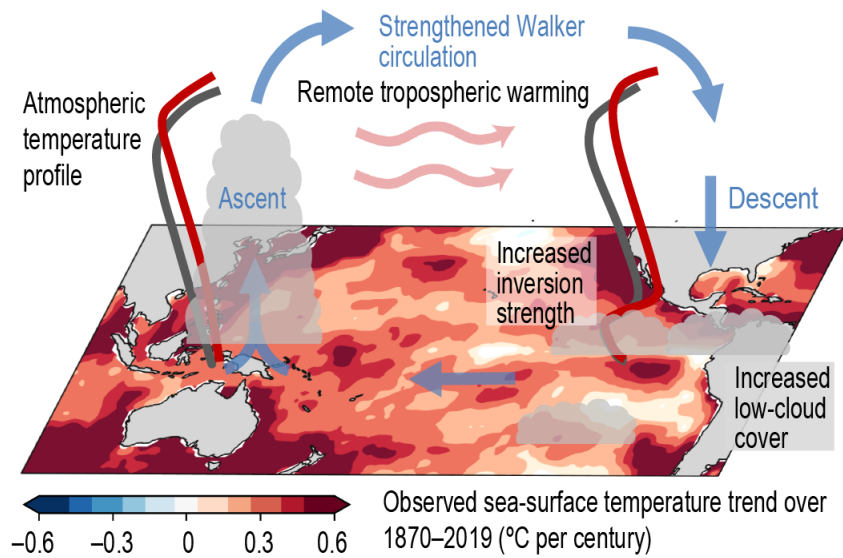 Strengthened Walker
circulation
Remote tropospheric warming
Atmospheric
temperature
profile
Ascent
Descent
Increased
inversion
strength
Increased
low-cloud
cover
Observed sea-surface temperature trend over
1870–2019 (ºC per century)
–0.6 –0.3 0 0.3 0.6